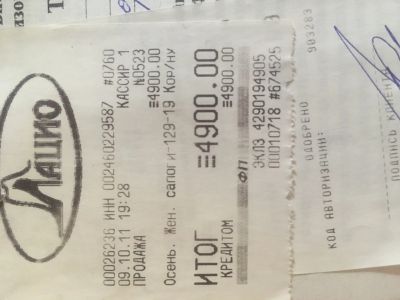 ЛАЦИО
00026236 ИНН 002460229587 #0760
09.10.11 19:28 КАССИР 1
ПРОДАЖА №0523
≡4900.00
Осень. Жен. сапоги-129-19 Кор/ну
ИТОГ ≡4900.00
КРЕДИТОМ ≡4900.00
ФП
ЭКЛЗ 4290194905
00010718 #674525
ОДОБРЕНО
КОД АВТОРИЗАЦИИ: 903283
ПОДПИСЬ КЛИЕНТА